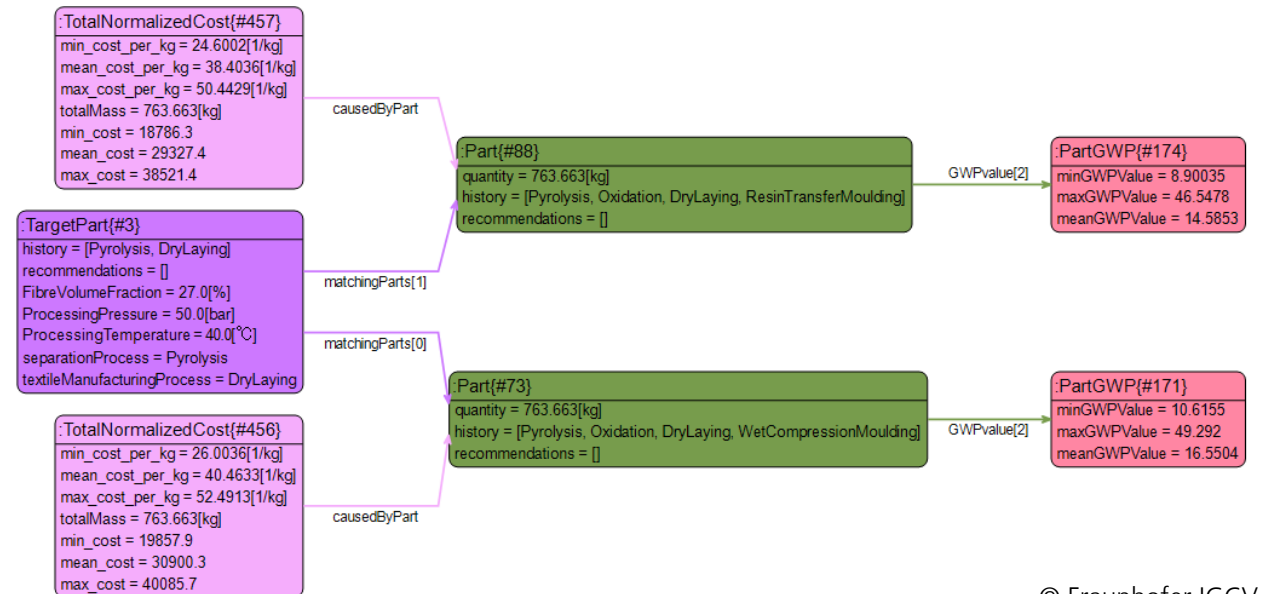 :TotalNormalizedCost{#457}
min_cost_per_kg = 24.6002[1/kg]
mean_cost_per_kg = 38.4036[1/kg]
max_cost_per_kg = 50.4429[1/kg]
totalMass = 763.663[kg]
min_cost = 18786.3
mean_cost = 29327.4
max_cost = 38521.4
causedByPart
:Part{#88}
quantity = 763.663[kg]
history = [Pyrolysis, Oxidation, DryLaying, ResinTransferMoulding]
recommendations = []
GWPvalue[2]
:PartGWP{#174}
minGWPValue = 8.90035
maxGWPValue = 46.5478
meanGWPValue = 14.5853
:TargetPart{#3}
history = [Pyrolysis, DryLaying]
recommendations = []
FibreVolumeFraction = 27.0[%]
ProcessingPressure = 50.0[bar]
ProcessingTemperature = 40.0[℃]
separationProcess = Pyrolysis
textileManufacturingProcess = DryLaying
matchingParts[1]
matchingParts[0]
:Part{#73}
quantity = 763.663[kg]
history = [Pyrolysis, Oxidation, DryLaying, WetCompressionMoulding]
recommendations = []
GWPvalue[2]
:PartGWP{#171}
minGWPValue = 10.6155
maxGWPValue = 49.292
meanGWPValue = 16.5504
:TotalNormalizedCost{#456}
min_cost_per_kg = 26.0036[1/kg]
mean_cost_per_kg = 40.4633[1/kg]
max_cost_per_kg = 52.4913[1/kg]
totalMass = 763.663[kg]
min_cost = 19857.9
mean_cost = 30900.3
max_cost = 40085.7
causedByPart
© Fraunhofer IGCV